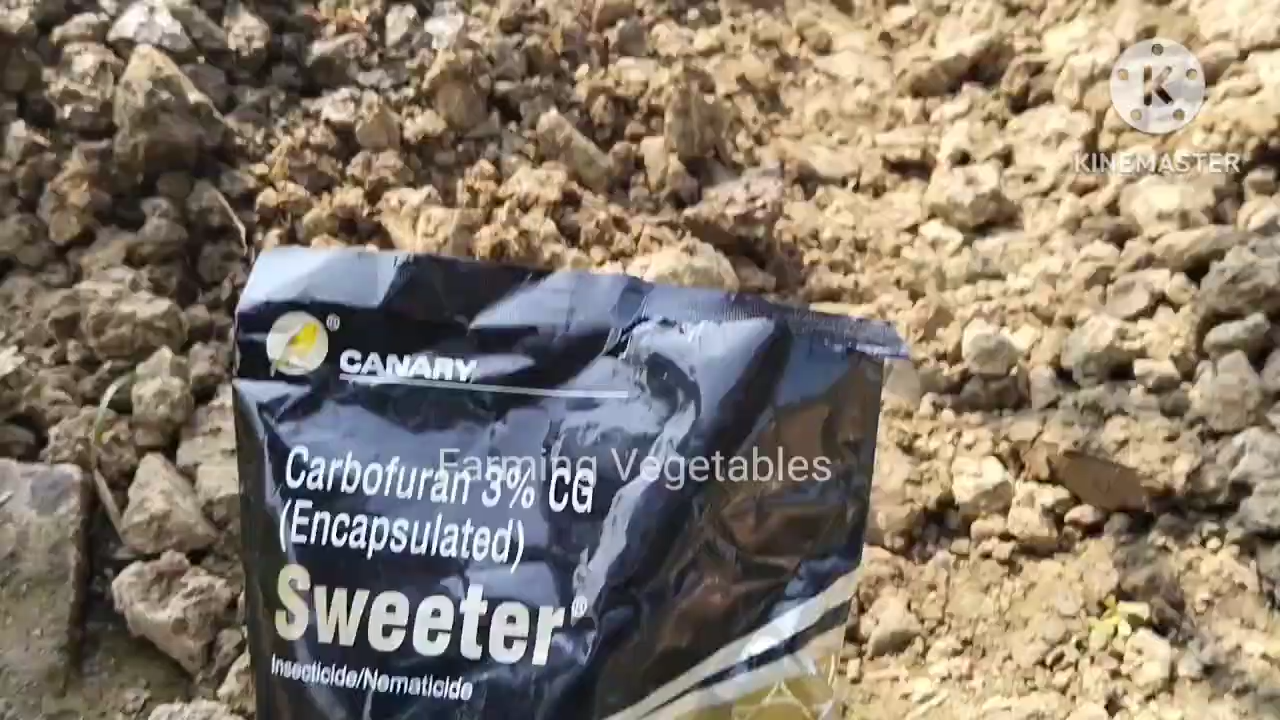 K
KINEMASTER
®
CANARY
Farming Vegetables
Carbofuran 3% CG
(Encapsulated)
Sweeter®
Insecticide/Nematicide